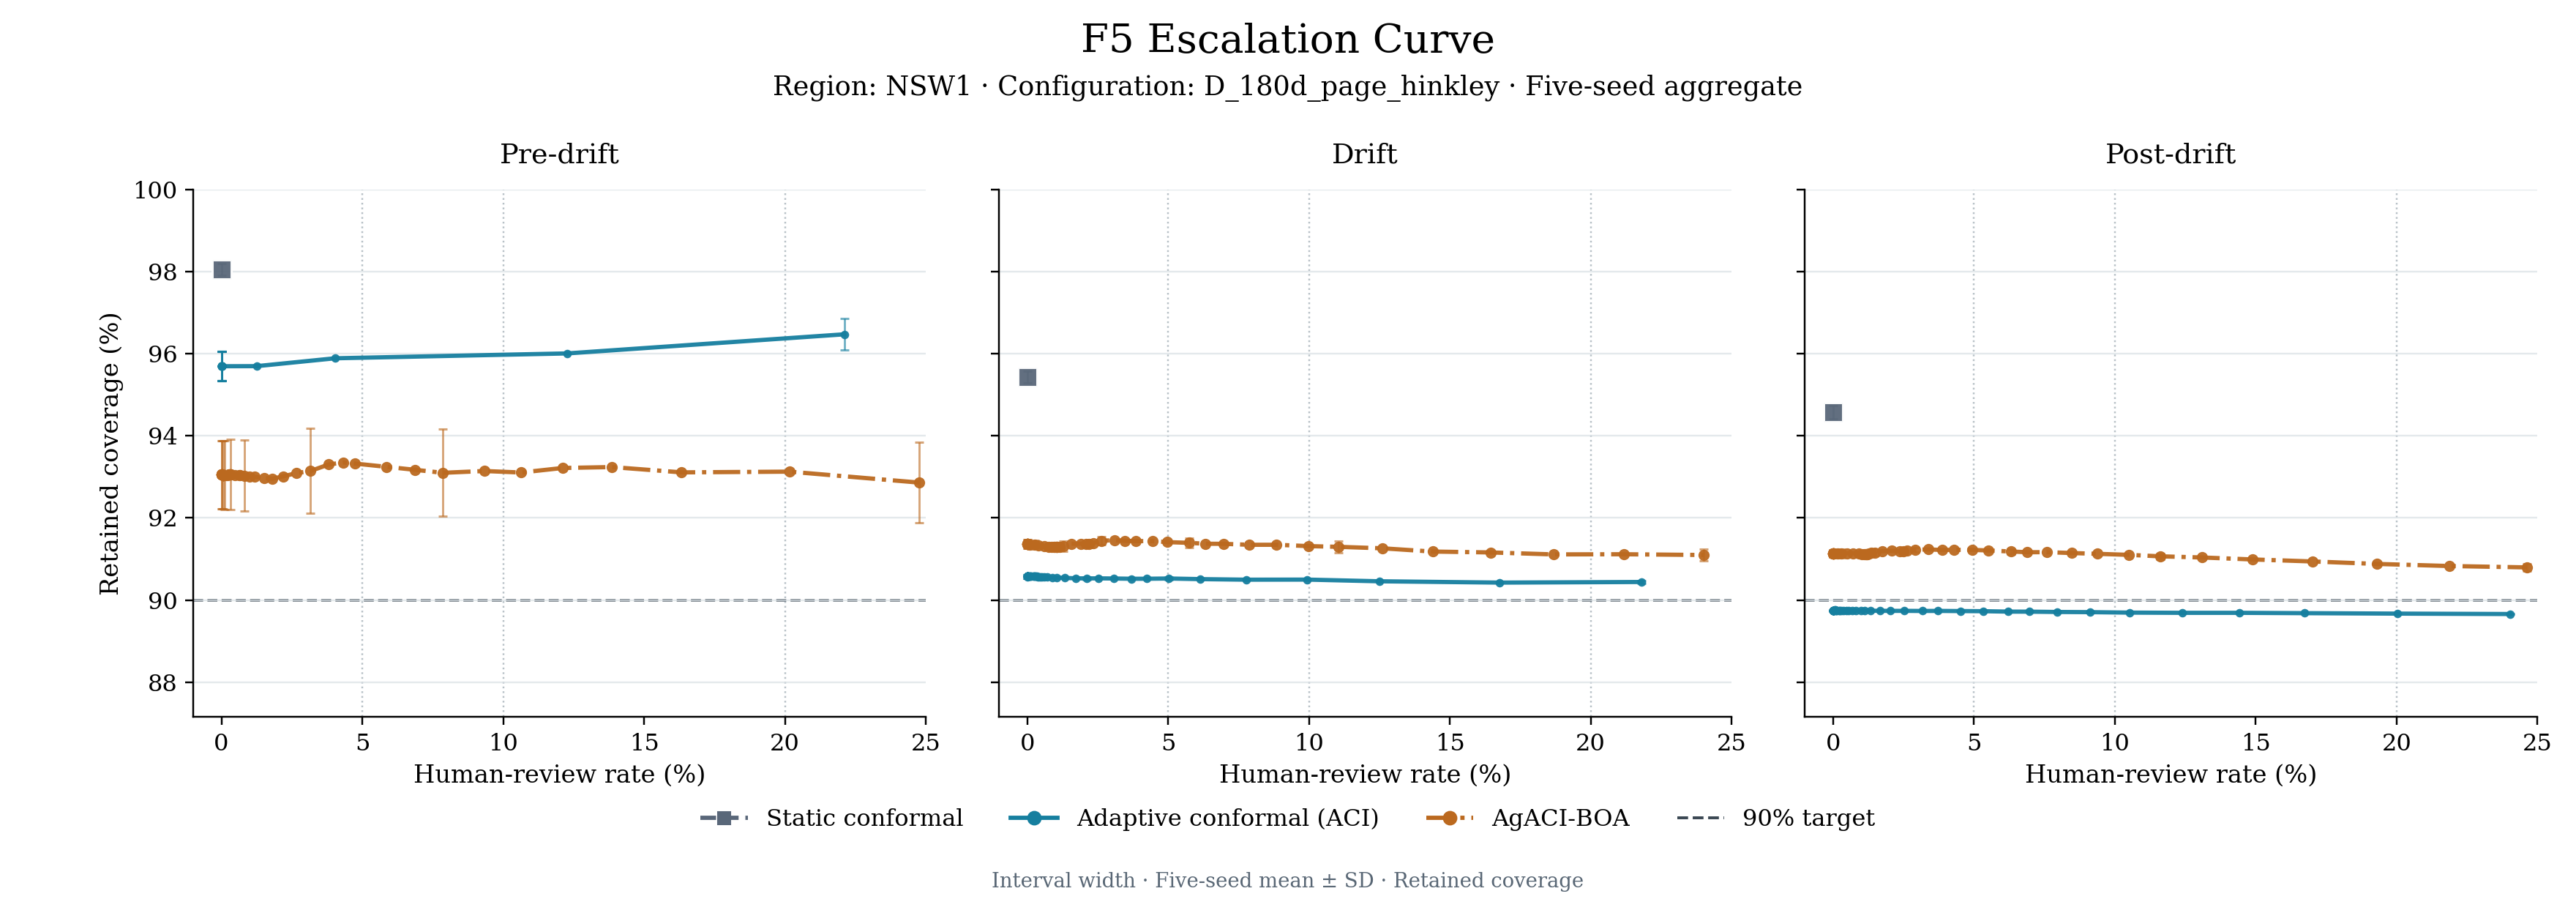 F5 Escalation Curve
Region: NSW1 · Configuration: D_180d_page_hinkley · Five-seed aggregate
Pre-drift
Drift
Post-drift
Retained coverage (%)
100
98
96
94
92
90
88
0 5 10 15 20 25
0 5 10 15 20 25
0 5 10 15 20 25
Human-review rate (%)
Human-review rate (%)
Human-review rate (%)
Static conformal
Adaptive conformal (ACI)
AgACI-BOA
90% target
Interval width · Five-seed mean ± SD · Retained coverage